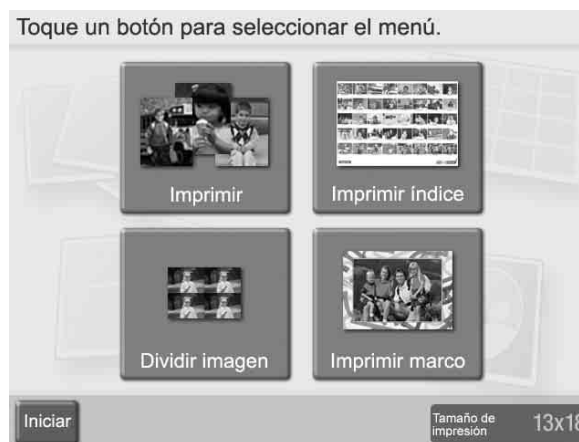 Toque un botón para seleccionar el menú.
Imprimir
Imprimir índice
Dividir imagen
Imprimir marco
Iniciar
Tamaño de
impresión
13x18